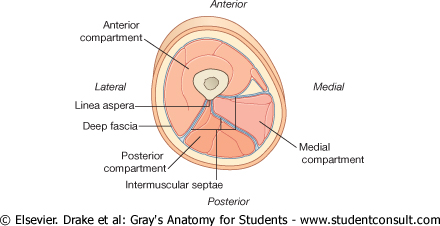 Anterior
Anterior
compartment
Lateral
Medial
Linea aspera
Deep fascia
Posterior
compartment
Medial
compartment
Intermuscular septae
Posterior
© Elsevier. Drake et al: Gray's Anatomy for Students - www.studentconsult.com